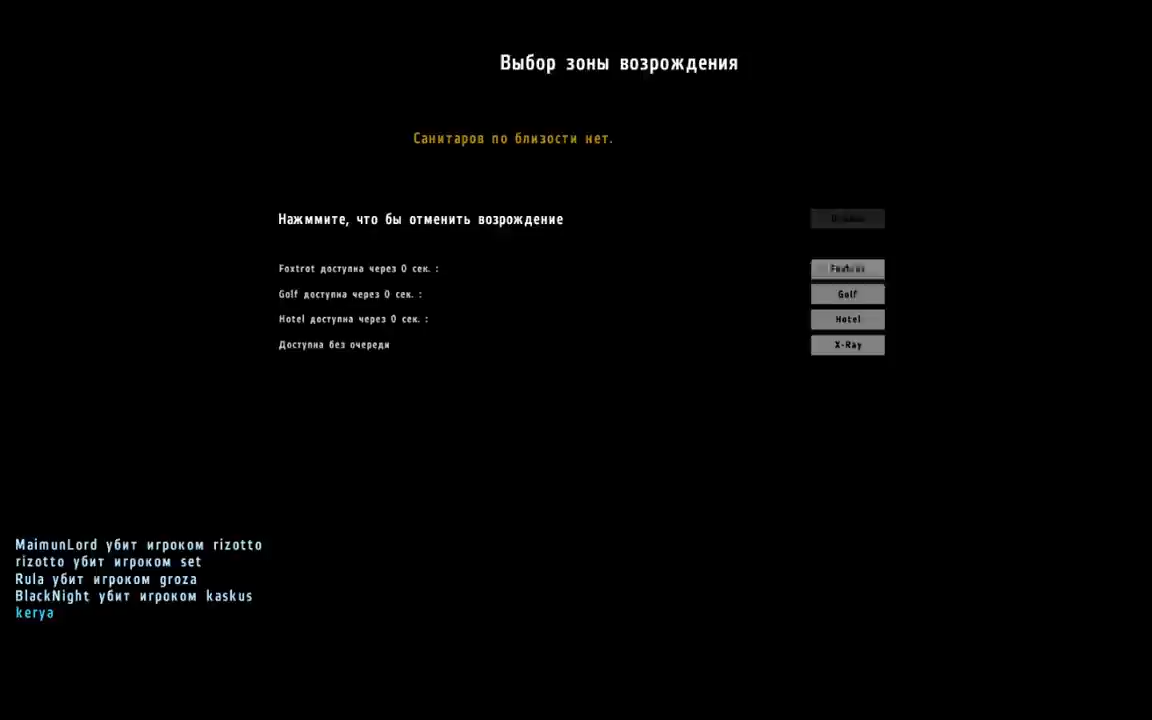 Выбор зоны возрождения
Санитаров по близости нет.
Нажммите, что бы отменить возрождение
Foxtrot доступна через 0 сек. :
Golf доступна через 0 сек. :
Golf
Hotel доступна через 0 сек. :
Hotel
Доступна без очереди
X-Ray
MaimunLord убит игроком rizotto
rizotto убит игроком set
Rula убит игроком groza
BlackNight убит игроком kaskus
kerya